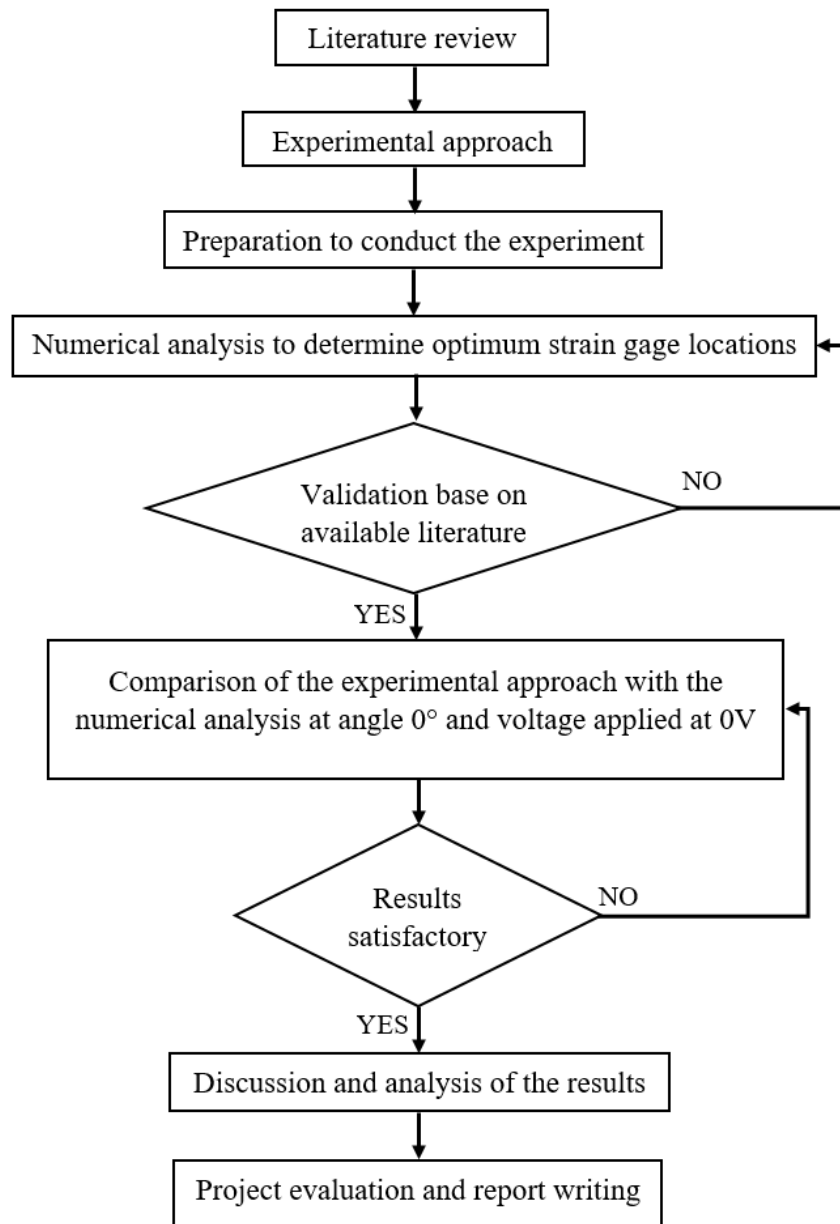 Literature review
Experimental approach
Preparation to conduct the experiment
Numerical analysis to determine optimum strain gage locations
Validation base on
available literature
NO
YES
Comparison of the experimental approach with the
numerical analysis at angle 0° and voltage applied at 0V
Results
satisfactory
NO
YES
Discussion and analysis of the results
Project evaluation and report writing